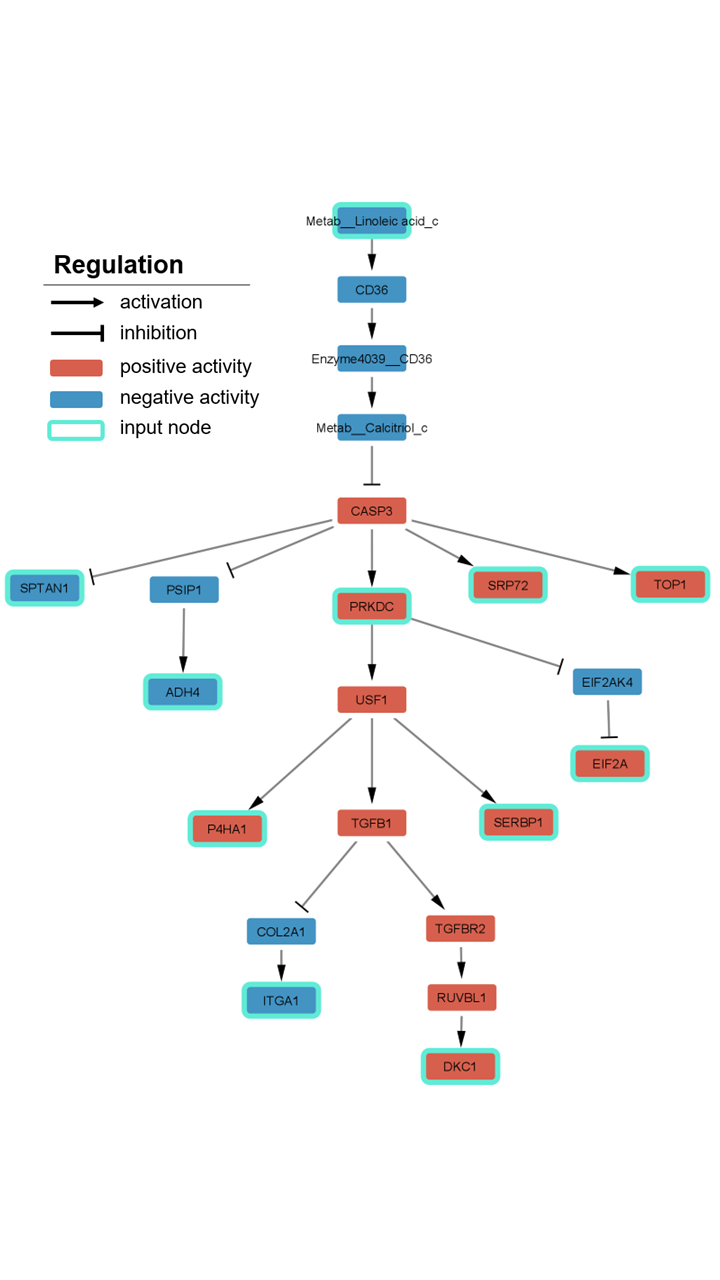 Metab__Linoleic acid_c
Regulation
activation
CD36
inhibition
Enzyme4039__CD36
positive activity
negative activity
Metab__Calcitriol_c
input node
CASP3
SPTAN1
PSIP1
PRKDC
SRP72
TOP1
ADH4
USF1
EIF2AK4
EIF2A
P4HA1
TGFB1
SERBP1
COL2A1
TGFBR2
ITGA1
RUVBL1
DKC1